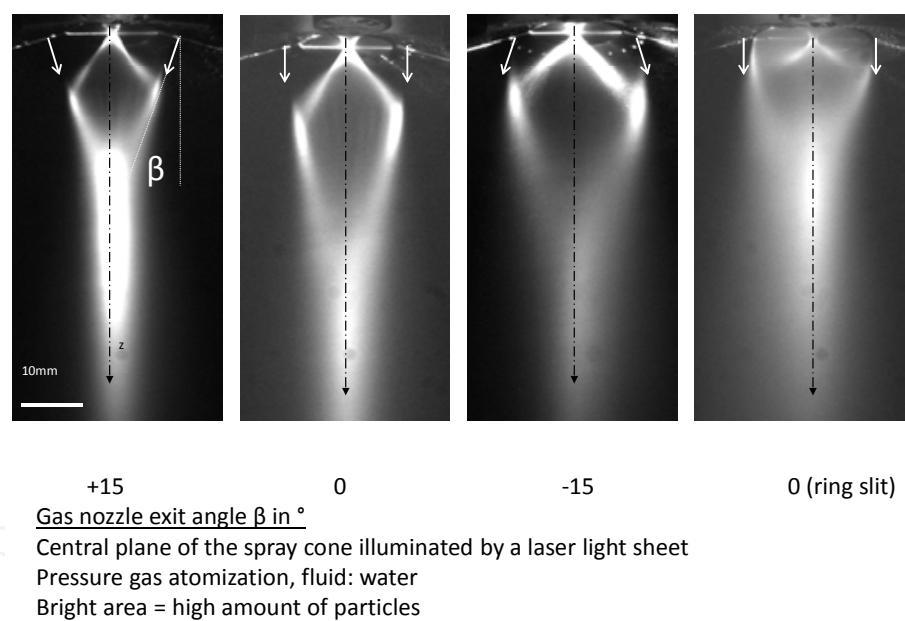 β
z
10mm
+15
0
-15
0 (ring slit)
Gas nozzle exit angle β in °
Central plane of the spray cone illuminated by a laser light sheet
Pressure gas atomization, fluid: water
Bright area = high amount of particles